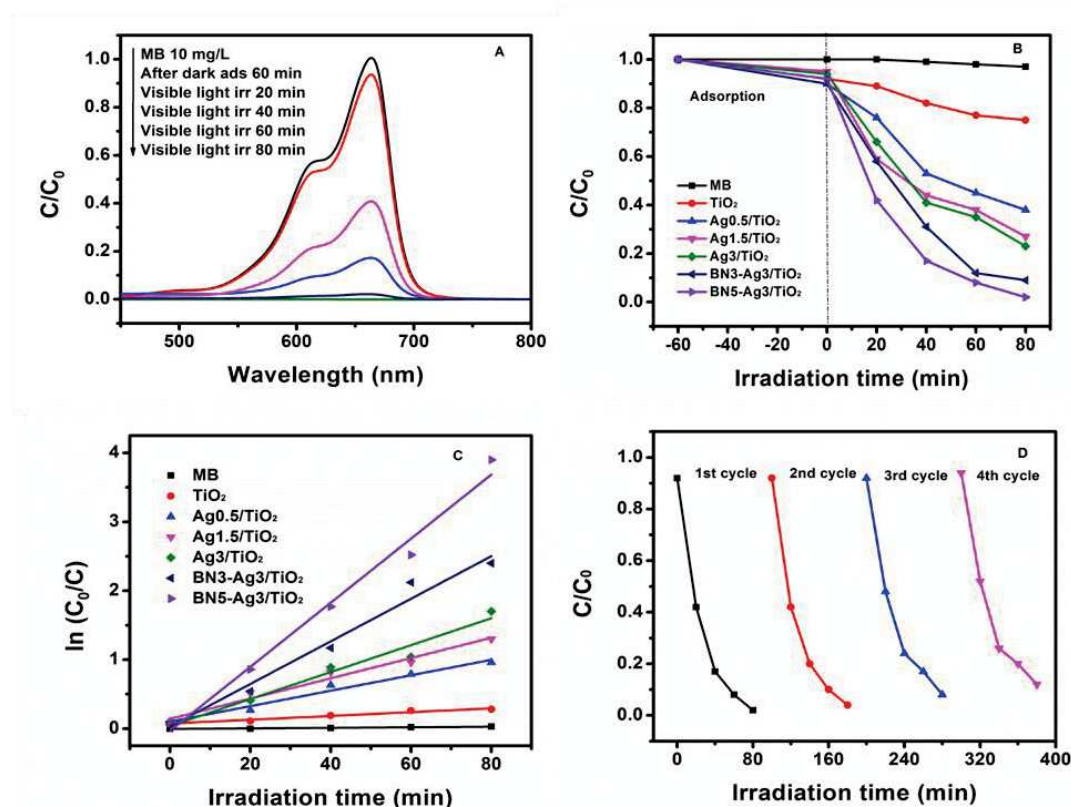 A
MB 10 mg/L
After dark ads 60 min
Visible light irr 20 min
Visible light irr 40 min
Visible light irr 60 min
Visible light irr 80 min
1.0
0.8
0.6
0.4
0.2
0.0
C/C₀
500 600 700 800
Wavelength (nm)
B
Adsorption
MB
TiO₂
Ag0.5/TiO₂
Ag1.5/TiO₂
Ag3/TiO₂
BN3-Ag3/TiO₂
BN5-Ag3/TiO₂
1.0
0.8
0.6
0.4
0.2
0.0
C/C₀
-60 -40 -20 0 20 40 60 80
Irradiation time (min)
C
MB
TiO₂
Ag0.5/TiO₂
Ag1.5/TiO₂
Ag3/TiO₂
BN3-Ag3/TiO₂
BN5-Ag3/TiO₂
4
3
2
1
0
ln (C₀/C)
0 20 40 60 80
Irradiation time (min)
D
1st cycle 2nd cycle 3rd cycle 4th cycle
1.0
0.8
0.6
0.4
0.2
0.0
C/C₀
0 80 160 240 320 400
Irradiation time (min)